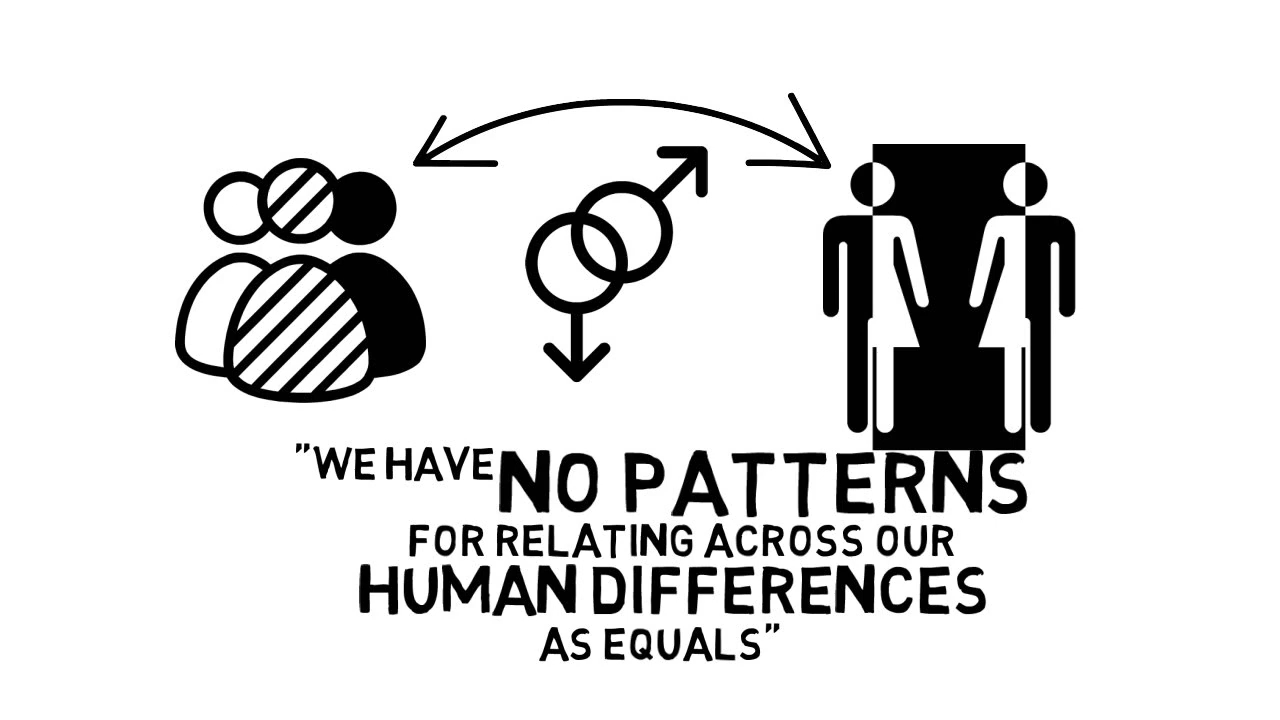 "WE HAVE NO PATTERNS
FOR RELATING ACROSS OUR
HUMAN DIFFERENCES
AS EQUALS"